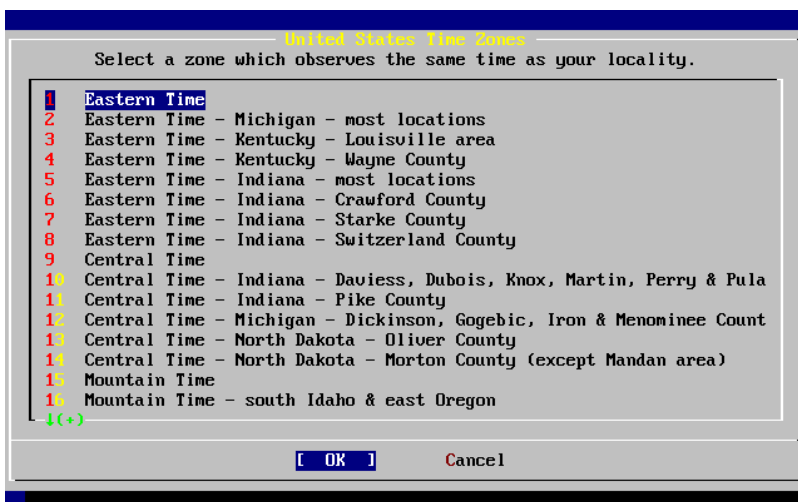 United States Time Zones
Select a zone which observes the same time as your locality.
1 Eastern Time
2 Eastern Time - Michigan - most locations
3 Eastern Time - Kentucky - Louisville area
4 Eastern Time - Kentucky - Wayne County
5 Eastern Time - Indiana - most locations
6 Eastern Time - Indiana - Crawford County
7 Eastern Time - Indiana - Starke County
8 Eastern Time - Indiana - Switzerland County
9 Central Time
10 Central Time - Indiana - Daviess, Dubois, Knox, Martin, Perry & Pula
11 Central Time - Indiana - Pike County
12 Central Time - Michigan - Dickinson, Gogebic, Iron & Menominee Count
13 Central Time - North Dakota - Oliver County
14 Central Time - North Dakota - Morton County (except Mandan area)
15 Mountain Time
16 Mountain Time - south Idaho & east Oregon
↓(+)
[ OK ] Cancel